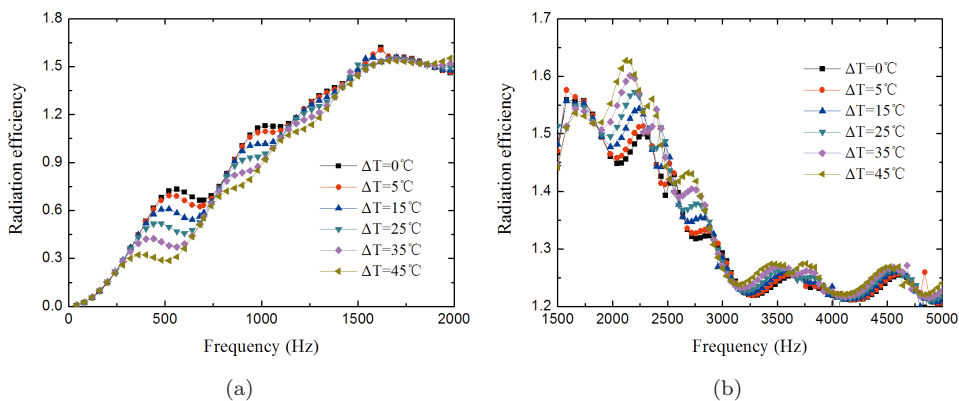 1.8
1.5
1.2
0.9
0.6
0.3
0.0
Radiation efficiency
ΔT=0℃
ΔT=5℃
ΔT=15℃
ΔT=25℃
ΔT=35℃
ΔT=45℃
0 500 1000 1500 2000
Frequency (Hz)
(a)
1.7
1.6
1.5
1.4
1.3
1.2
Radiation efficiency
ΔT=0℃
ΔT=5℃
ΔT=15℃
ΔT=25℃
ΔT=35℃
ΔT=45℃
1500 2000 2500 3000 3500 4000 4500 5000
Frequency (Hz)
(b)